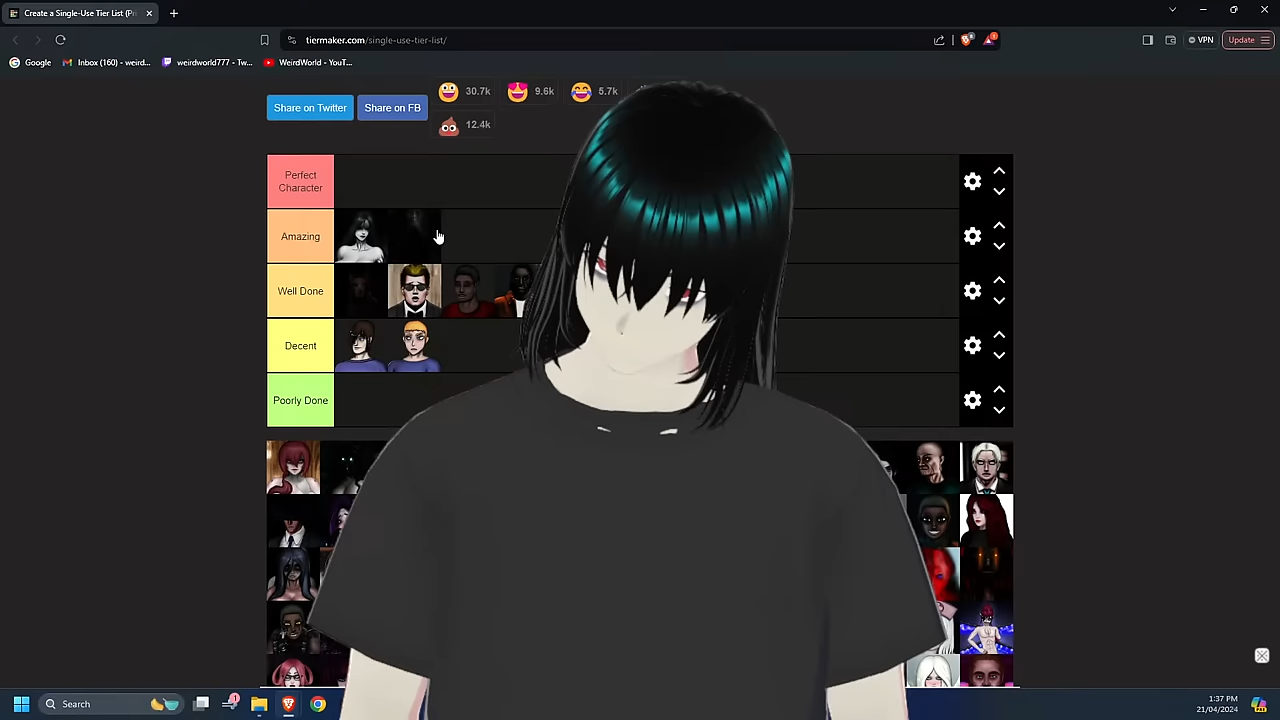 Create a Single-Use Tier List (Pr
tiermaker.com/single-use-tier-list/
VPN
Update
Google
Inbox (160) - weird...
weirdworld777 - Tw...
WeirdWorld - YouT...
Share on Twitter
Share on FB
30.7k
9.6k
5.7k
12.4k
Perfect
Character
Amazing
Well Done
Decent
Poorly Done
Search
1:37 PM
21/04/2024